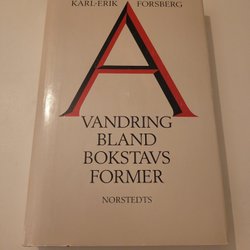 KARL-ERIK FORSBERG
A
VANDRING
BLAND
BOKSTAVS
FORMER
NORSTEDTS